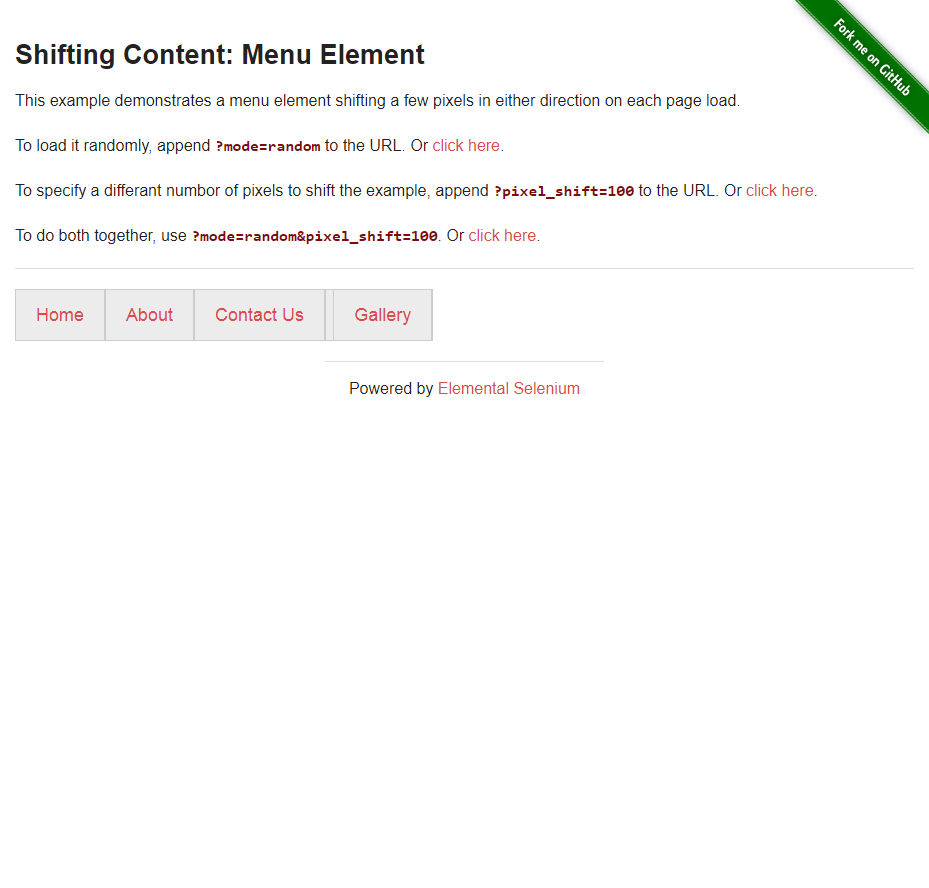 Fork me on GitHub
Shifting Content: Menu Element
This example demonstrates a menu element shifting a few pixels in either direction on each page load.
To load it randomly, append ?mode=random to the URL. Or click here.
To specify a differant numbor of pixels to shift the example, append ?pixel_shift=100 to the URL. Or click here.
To do both together, use ?mode=random&pixel_shift=100. Or click here.
Home About Contact Us Gallery
Powered by Elemental Selenium